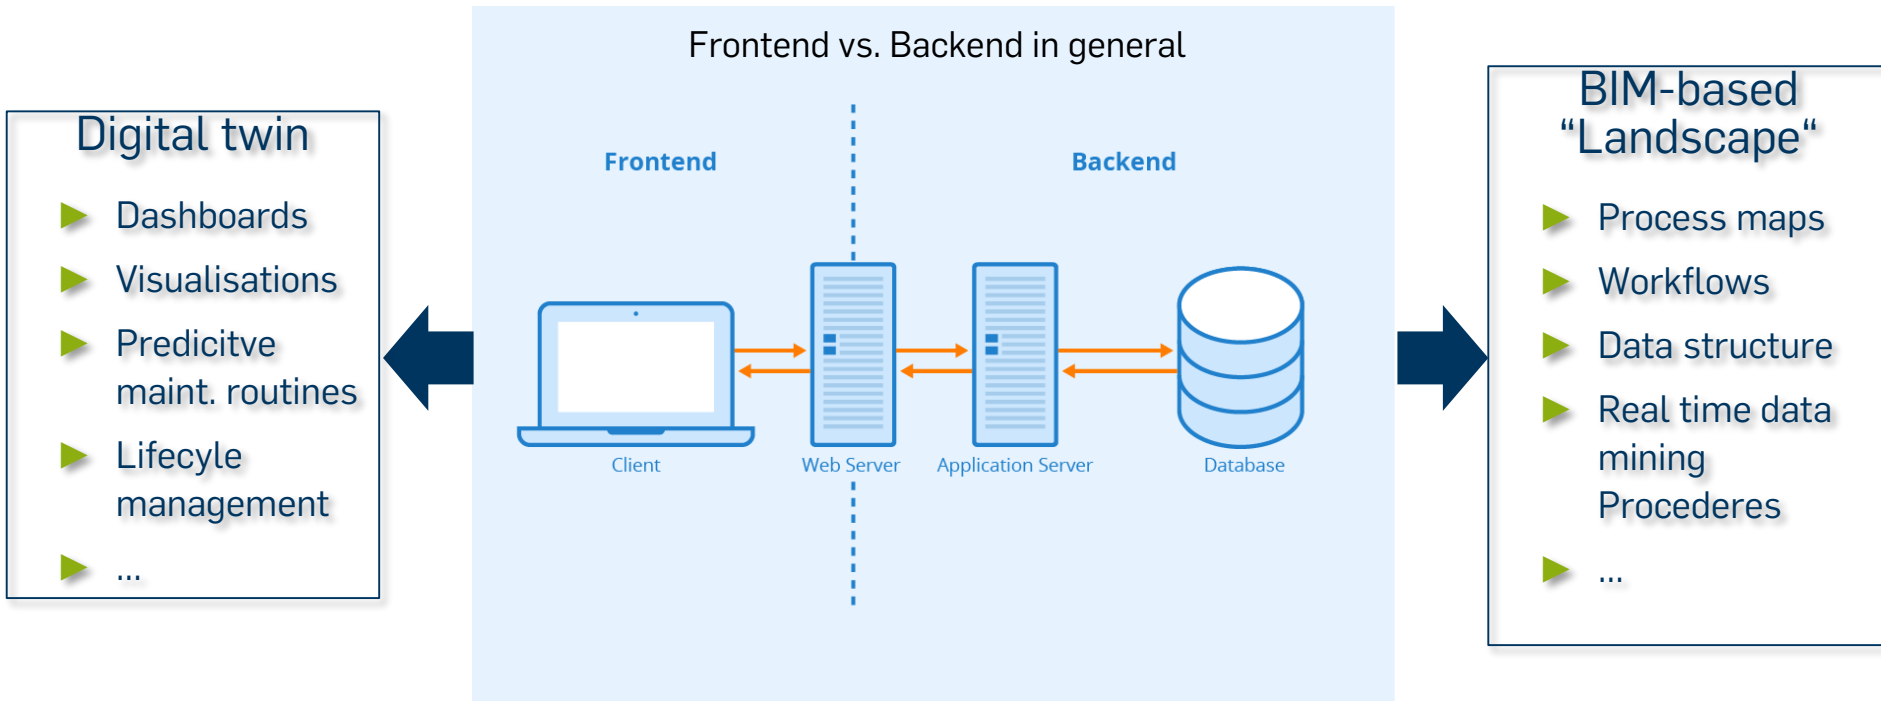 Frontend vs. Backend in general
Digital twin
Dashboards
Visualisations
Predicitve
maint. routines
Lifecyle
management
...
Frontend
Backend
Client
Web Server
Application Server
Database
BIM-based
“Landscape“
Process maps
Workflows
Data structure
Real time data
mining
Procederes
...